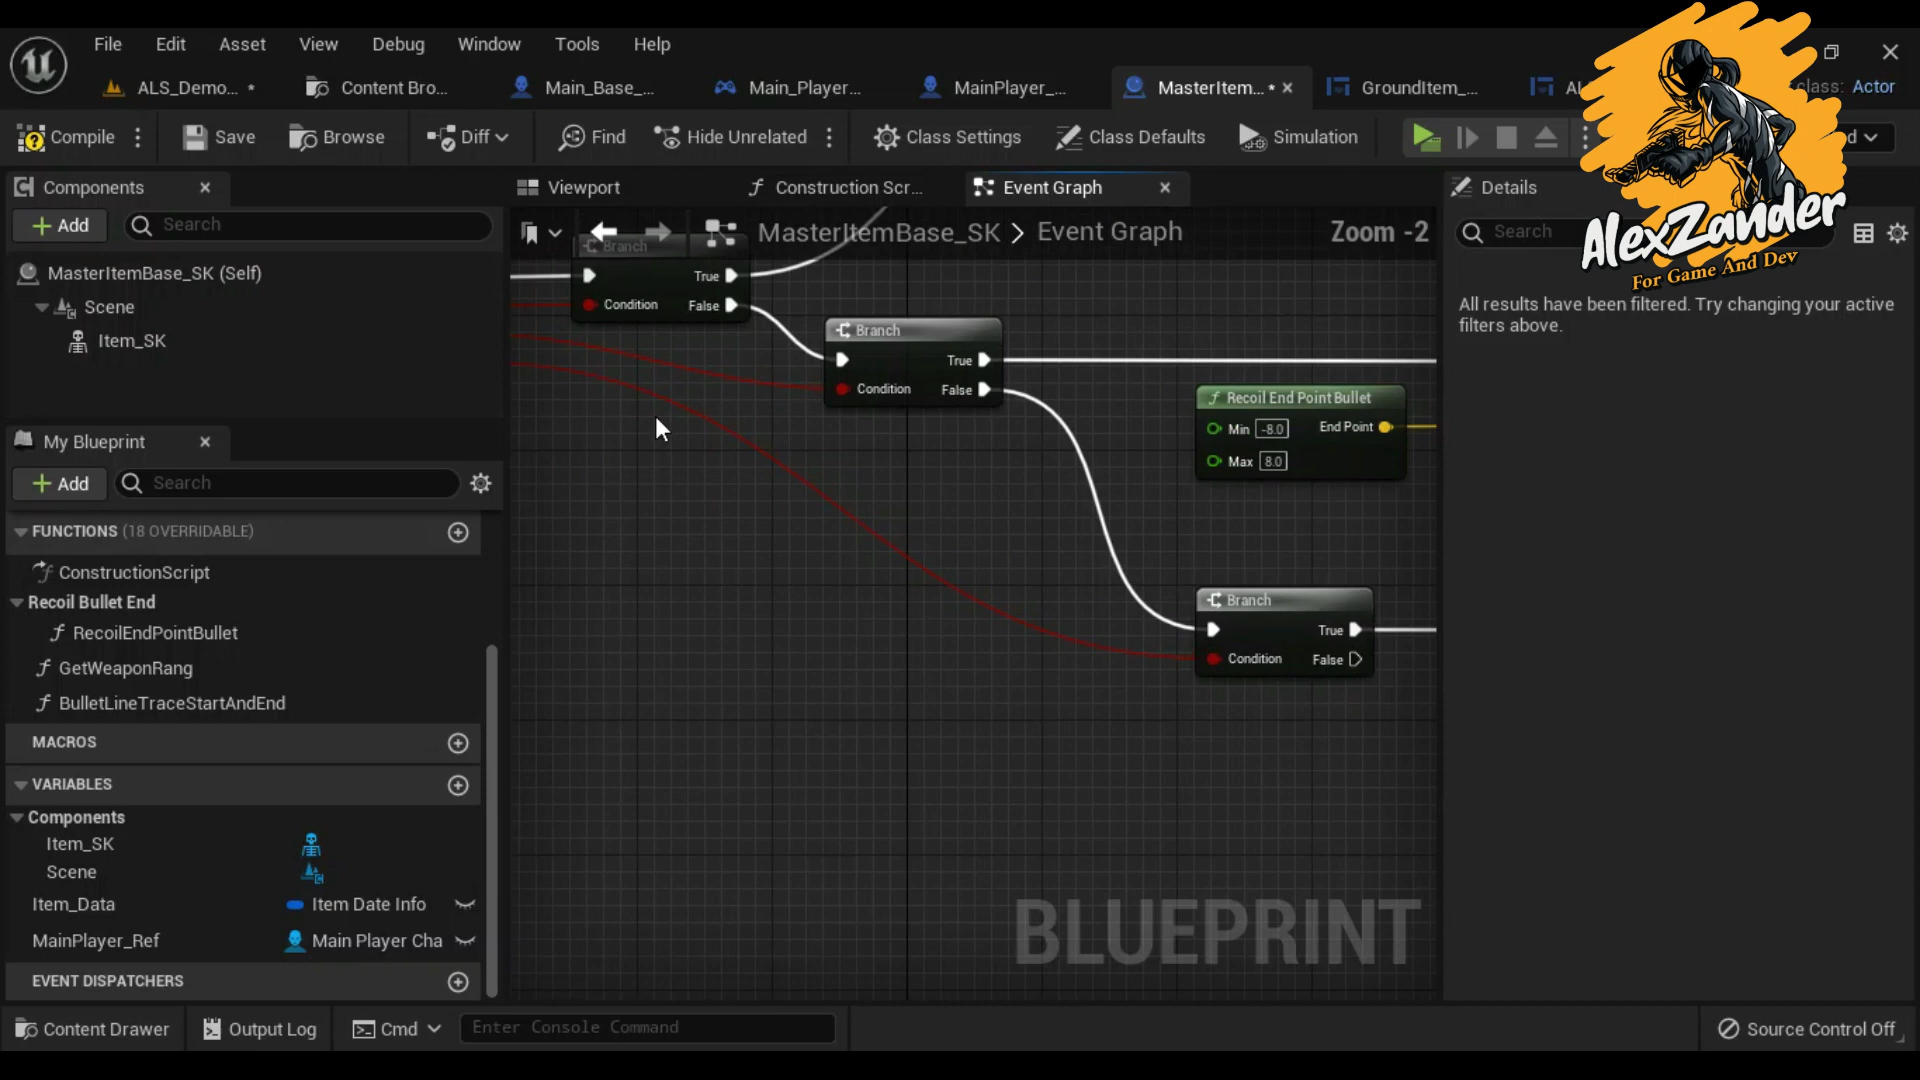 File Edit Asset View Debug Window Tools Help
ALS_Demo... • Content Bro... Main_Base_... Main_Player... MainPlayer_... MasterItem... • GroundItem_... AL
class: Actor
Compile Save Browse Diff Find Hide Unrelated Class Settings Class Defaults Simulation d
AlexZander
For Game And Dev
Components
Add Search
MasterItemBase_SK (Self)
Scene
Item_SK
My Blueprint
Add Search
FUNCTIONS (18 OVERRIDABLE)
ConstructionScript
Recoil Bullet End
RecoilEndPointBullet
GetWeaponRang
BulletLineTraceStartAndEnd
MACROS
VARIABLES
Components
Item_SK
Scene
Item_Data Item Date Info
MainPlayer_Ref Main Player Cha
EVENT DISPATCHERS
Viewport Construction Scr... Event Graph
MasterItemBase_SK > Event Graph Zoom -2
Branch
True
Condition False
Branch
True
Condition False
Recoil End Point Bullet
Min -8.0 End Point
Max 8.0
Branch
True
Condition False
BLUEPRINT
Details
Search
All results have been filtered. Try changing your active
filters above.
Content Drawer Output Log Cmd Enter Console Command Source Control Off